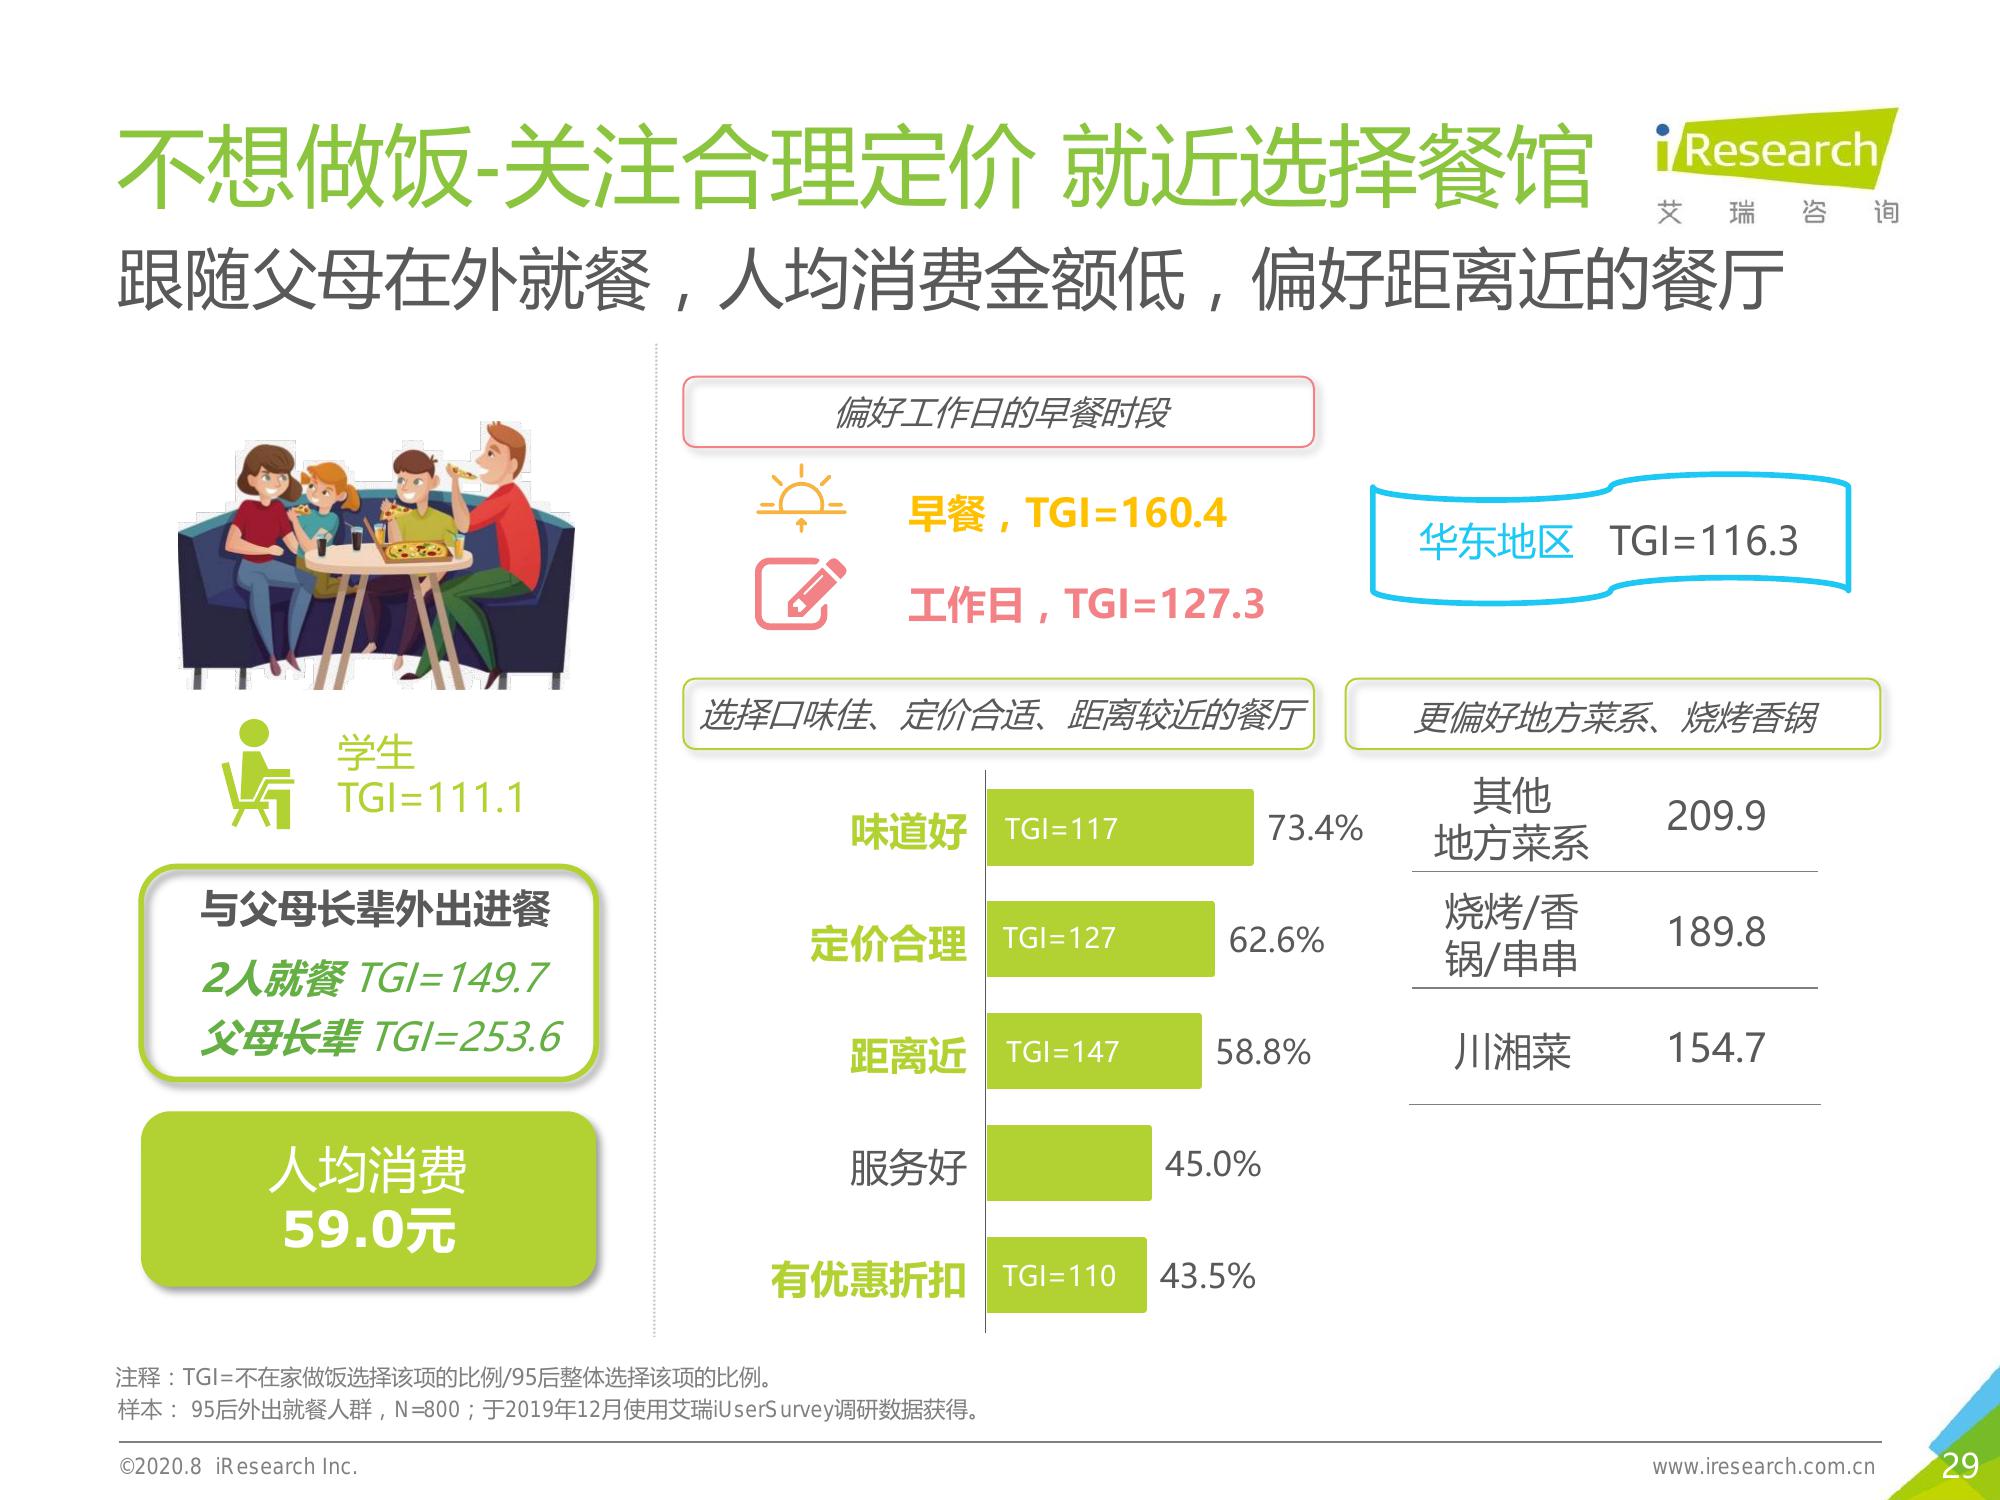 不想做饭-关注合理定价 就近选择餐馆
iResearch
艾瑞咨询
跟随父母在外就餐，人均消费金额低，偏好距离近的餐厅
学生
TGI=111.1
与父母长辈外出进餐
2人就餐 TGI=149.7
父母长辈 TGI=253.6
人均消费
59.0元
偏好工作日的早餐时段
早餐，TGI=160.4
工作日，TGI=127.3
华东地区 TGI=116.3
选择口味佳、定价合适、距离较近的餐厅
味道好 TGI=117 73.4%
定价合理 TGI=127 62.6%
距离近 TGI=147 58.8%
服务好 45.0%
有优惠折扣 TGI=110 43.5%
更偏好地方菜系、烧烤香锅
其他
地方菜系 209.9
烧烤/香
锅/串串 189.8
川湘菜 154.7
注释：TGI=不在家做饭选择该项的比例/95后整体选择该项的比例。
样本： 95后外出就餐人群，N=800；于2019年12月使用艾瑞iUserSurvey调研数据获得。
©2020.8 iResearch Inc.
www.iresearch.com.cn
29